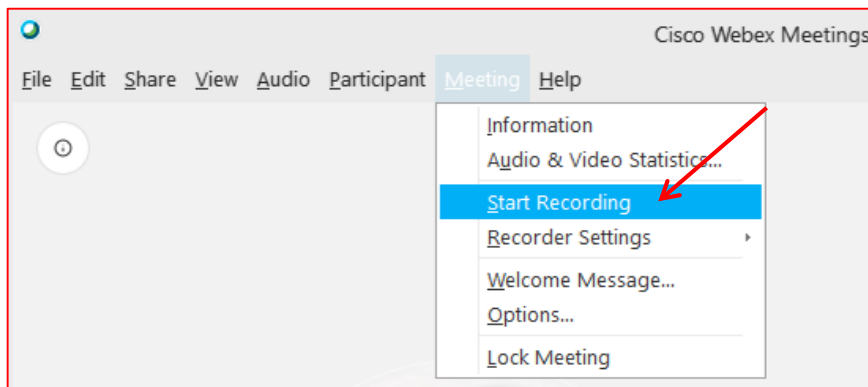 Cisco Webex Meetings
File Edit Share View Audio Participant Meeting Help
Information
Audio & Video Statistics...
Start Recording
Recorder Settings
Welcome Message...
Options...
Lock Meeting